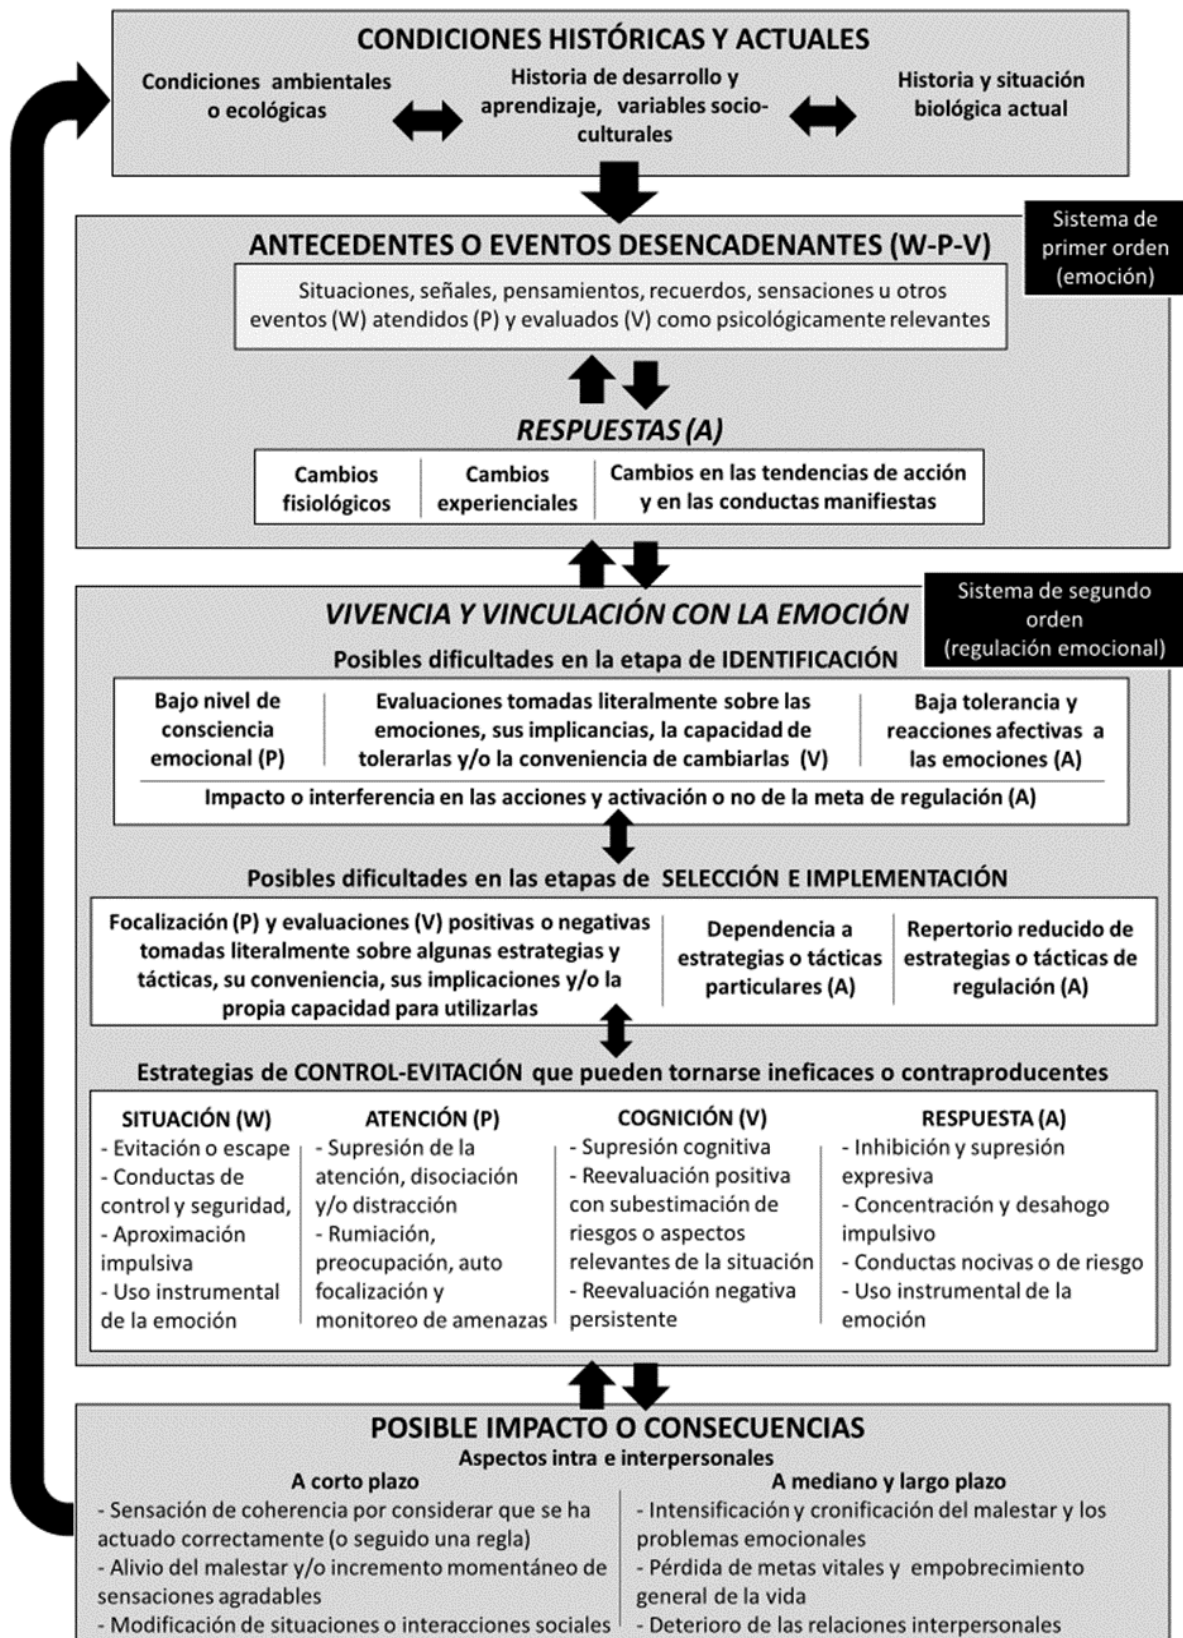 CONDICIONES HISTÓRICAS Y ACTUALES
Condiciones ambientales
o ecológicas
Historia de desarrollo y
aprendizaje, variables socio-
culturales
Historia y situación
biológica actual
Sistema de
primer orden
(emoción)
ANTECEDENTES O EVENTOS DESENCADENANTES (W-P-V)
Situaciones, señales, pensamientos, recuerdos, sensaciones u otros
eventos (W) atendidos (P) y evaluados (V) como psicológicamente relevantes
RESPUESTAS (A)
Cambios
fisiológicos
Cambios
experienciales
Cambios en las tendencias de acción
y en las conductas manifiestas
Sistema de segundo
orden
(regulación emocional)
VIVENCIA Y VINCULACIÓN CON LA EMOCIÓN
Posibles dificultades en la etapa de IDENTIFICACIÓN
Bajo nivel de
consciencia
emocional (P)
Evaluaciones tomadas literalmente sobre las
emociones, sus implicancias, la capacidad de
tolerarlas y/o la conveniencia de cambiarlas (V)
Baja tolerancia y
reacciones afectivas a
las emociones (A)
Impacto o interferencia en las acciones y activación o no de la meta de regulación (A)
Posibles dificultades en las etapas de SELECCIÓN E IMPLEMENTACIÓN
Focalización (P) y evaluaciones (V) positivas o negativas
tomadas literalmente sobre algunas estrategias y
tácticas, su conveniencia, sus implicaciones y/o la
propia capacidad para utilizarlas
Dependencia a
estrategias o tácticas
particulares (A)
Repertorio reducido de
estrategias o tácticas de
regulación (A)
Estrategias de CONTROL-EVITACIÓN que pueden tornarse ineficaces o contraproducentes
SITUACIÓN (W)
- Evitación o escape
- Conductas de
control y seguridad,
- Aproximación
impulsiva
- Uso instrumental
de la emoción
ATENCIÓN (P)
- Supresión de la
atención, disociación
y/o distracción
- Rumiación,
preocupación, auto
focalización y
monitoreo de amenazas
COGNICIÓN (V)
- Supresión cognitiva
- Reevaluación positiva
con subestimación de
riesgos o aspectos
relevantes de la situación
- Reevaluación negativa
persistente
RESPUESTA (A)
- Inhibición y supresión
expresiva
- Concentración y desahogo
impulsivo
- Conductas nocivas o de riesgo
- Uso instrumental de la
emoción
POSIBLE IMPACTO O CONSECUENCIAS
Aspectos intra e interpersonales
A corto plazo
- Sensación de coherencia por considerar que se ha
actuado correctamente (o seguido una regla)
- Alivio del malestar y/o incremento momentáneo de
sensaciones agradables
- Modificación de situaciones o interacciones sociales
A mediano y largo plazo
- Intensificación y cronificación del malestar y los
problemas emocionales
- Pérdida de metas vitales y empobrecimiento
general de la vida
- Deterioro de las relaciones interpersonales